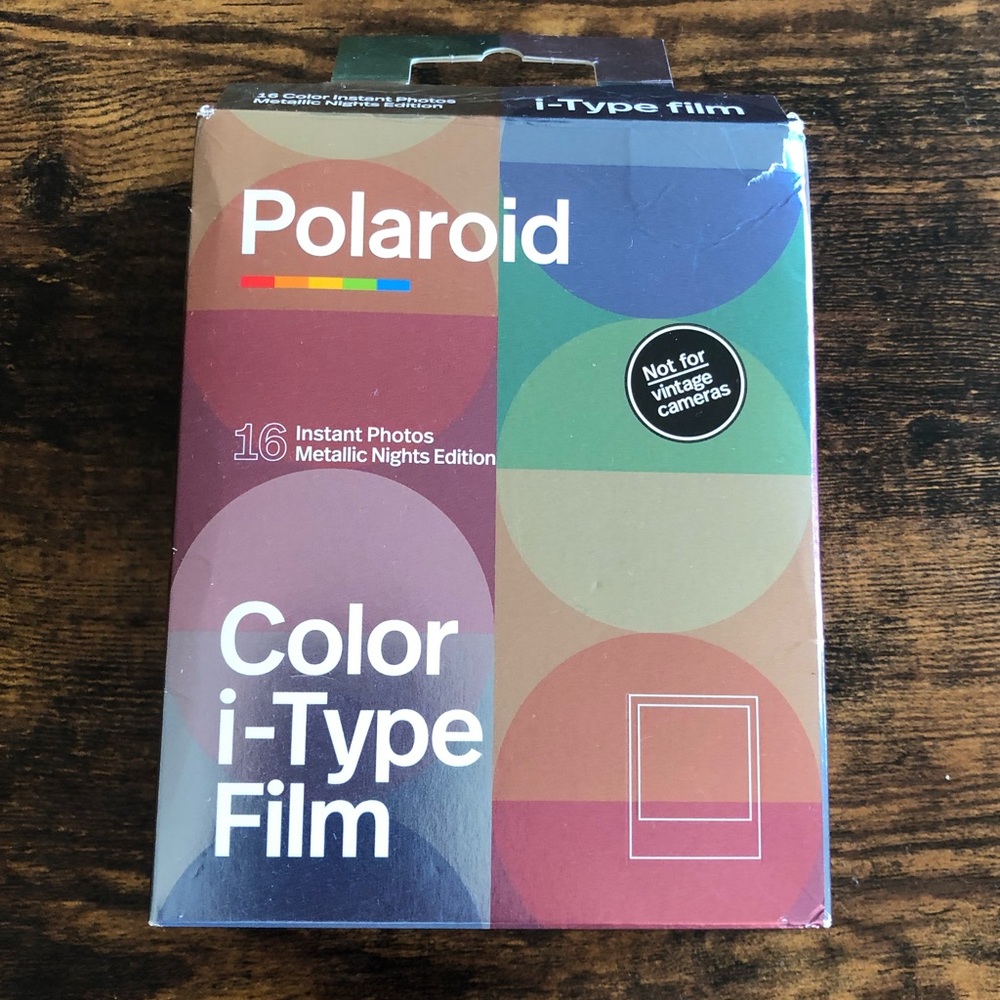 16 Color Instant Photos
Metallic Nights Edition
i-Type film
Polaroid
Not for
vintage
cameras
16 Instant Photos
Metallic Nights Edition
Color
i-Type
Film